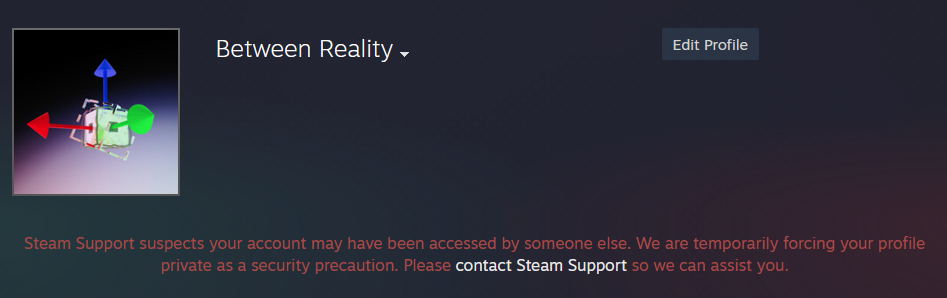 Between Reality
Edit Profile
Steam Support suspects your account may have been accessed by someone else. We are temporarily forcing your profile
private as a security precaution. Please contact Steam Support so we can assist you.